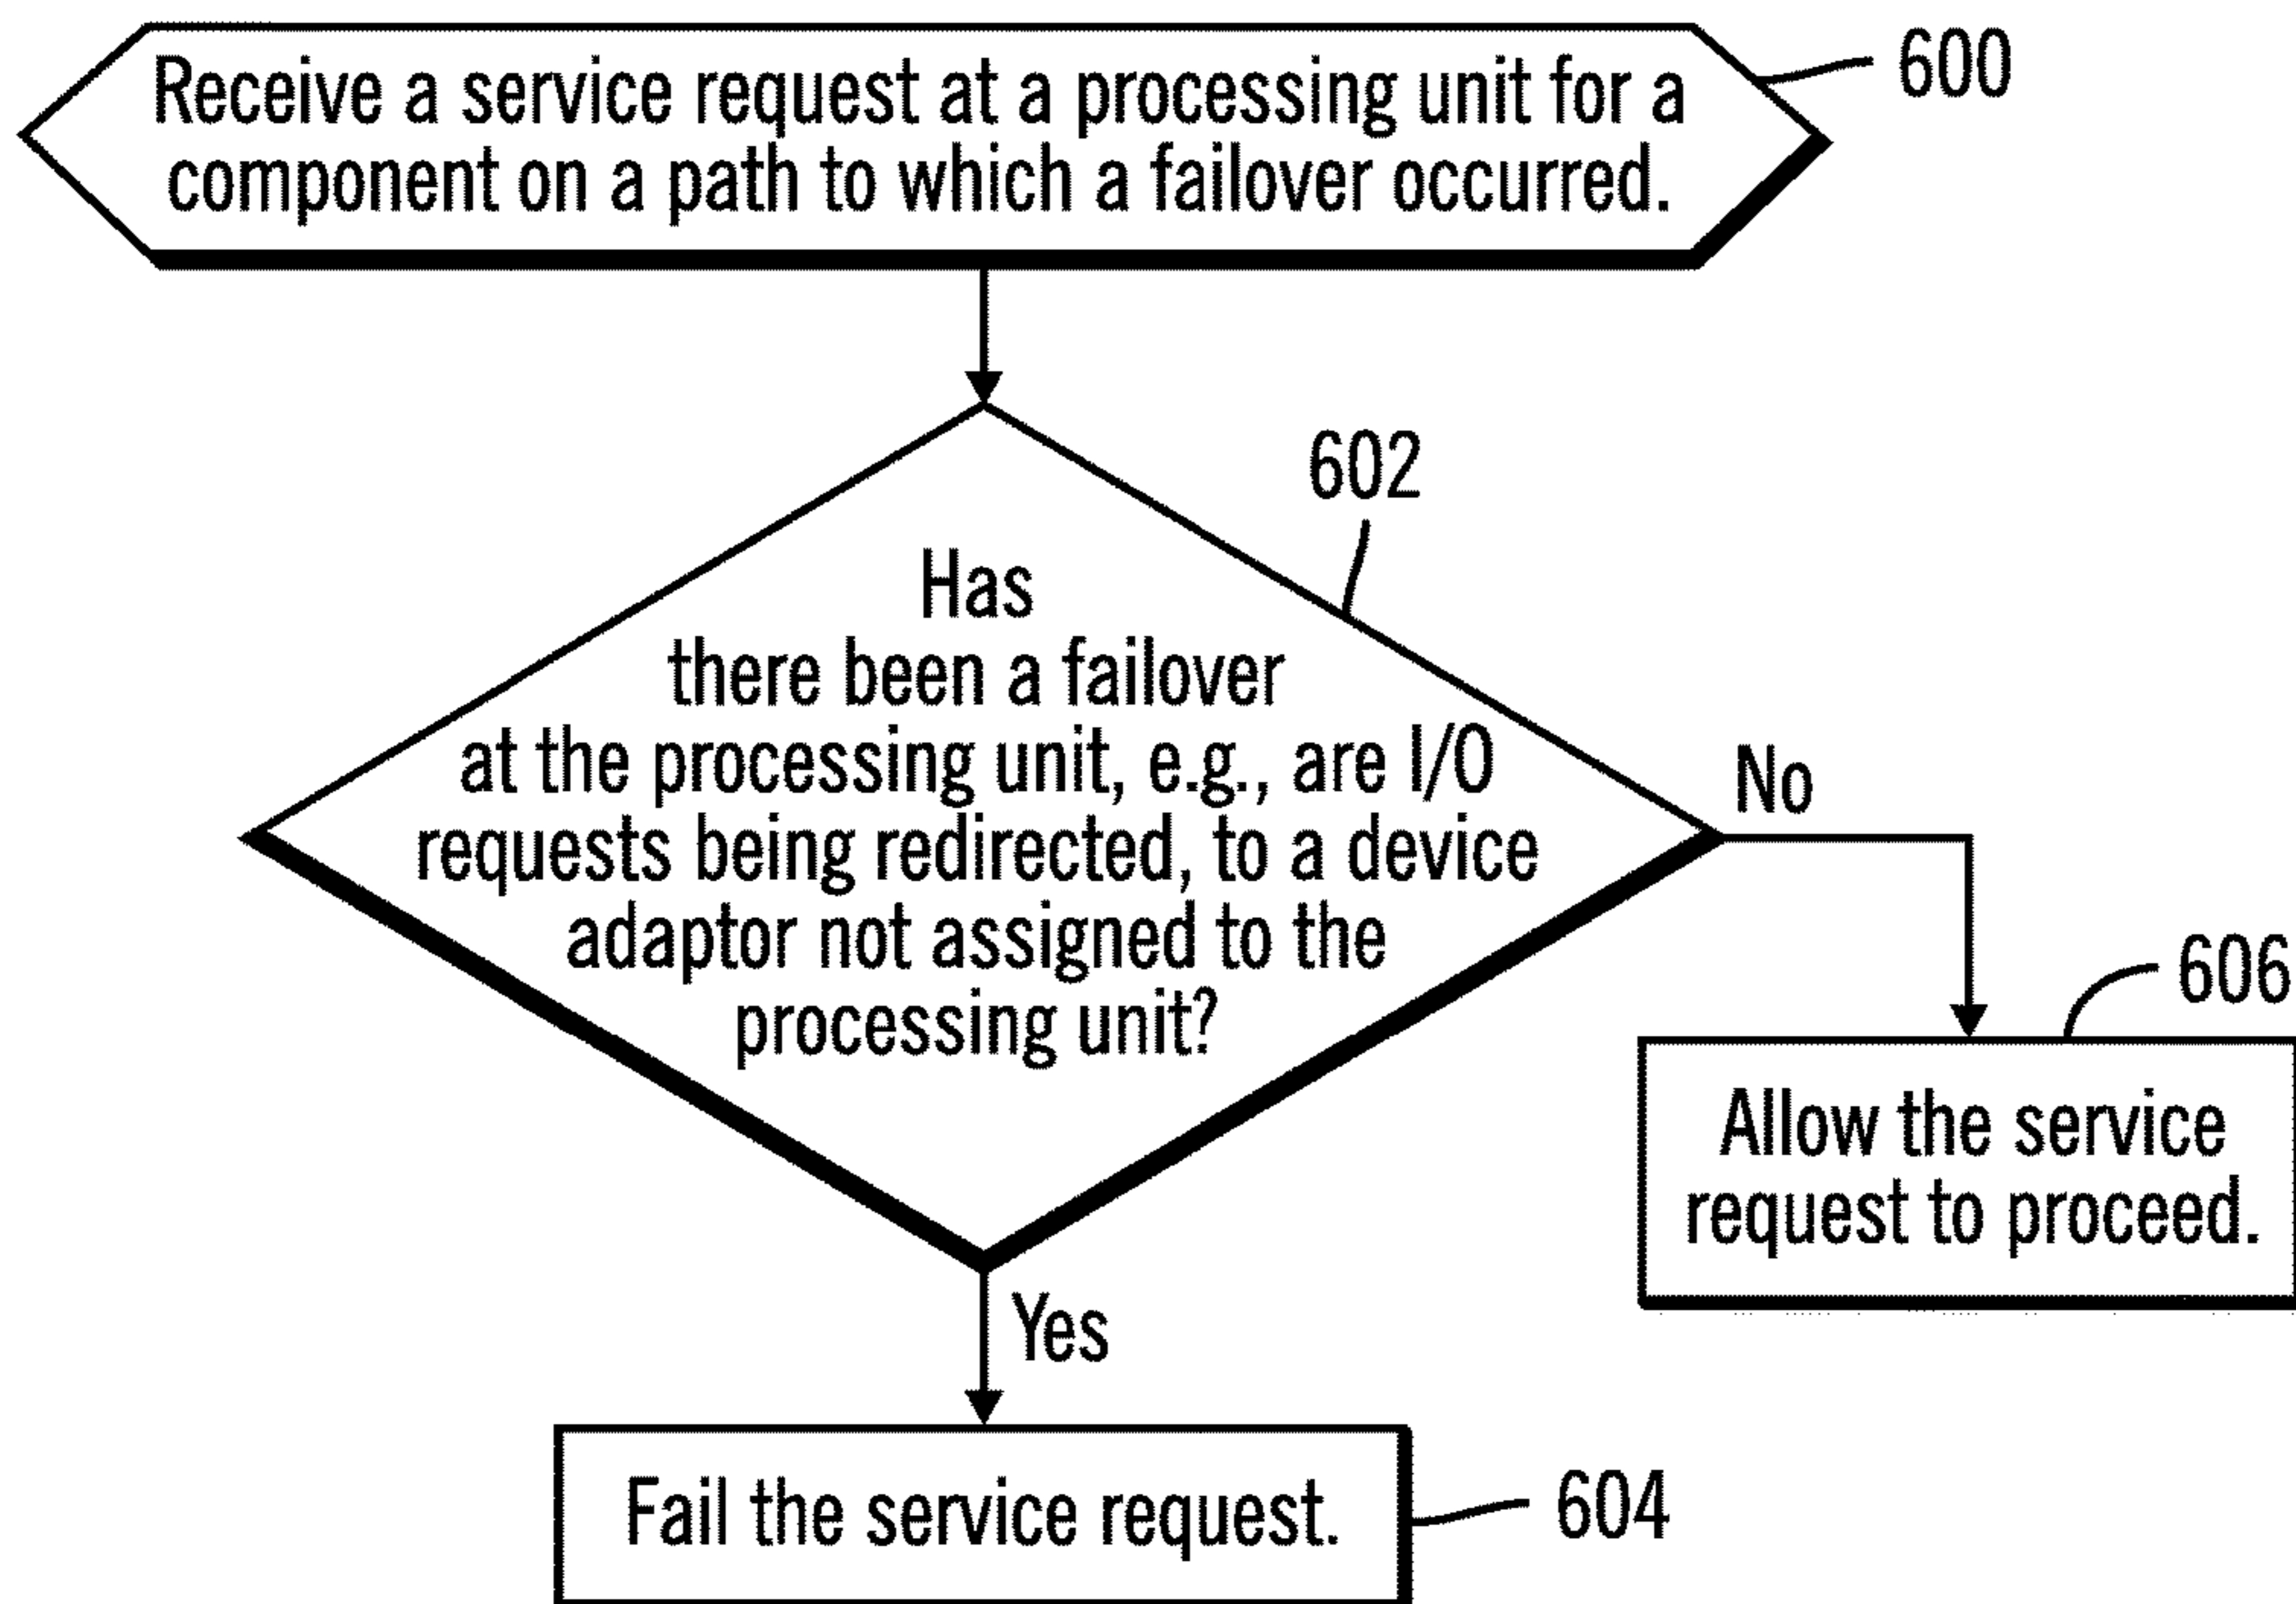 Receive a service request at a processing unit for a
component on a path to which a failover occurred.
600
602
Has
there been a failover
at the processing unit, e.g., are I/O
requests being redirected, to a device
adaptor not assigned to the
processing unit?
No
606
Allow the service
request to proceed.
Yes
Fail the service request.
604